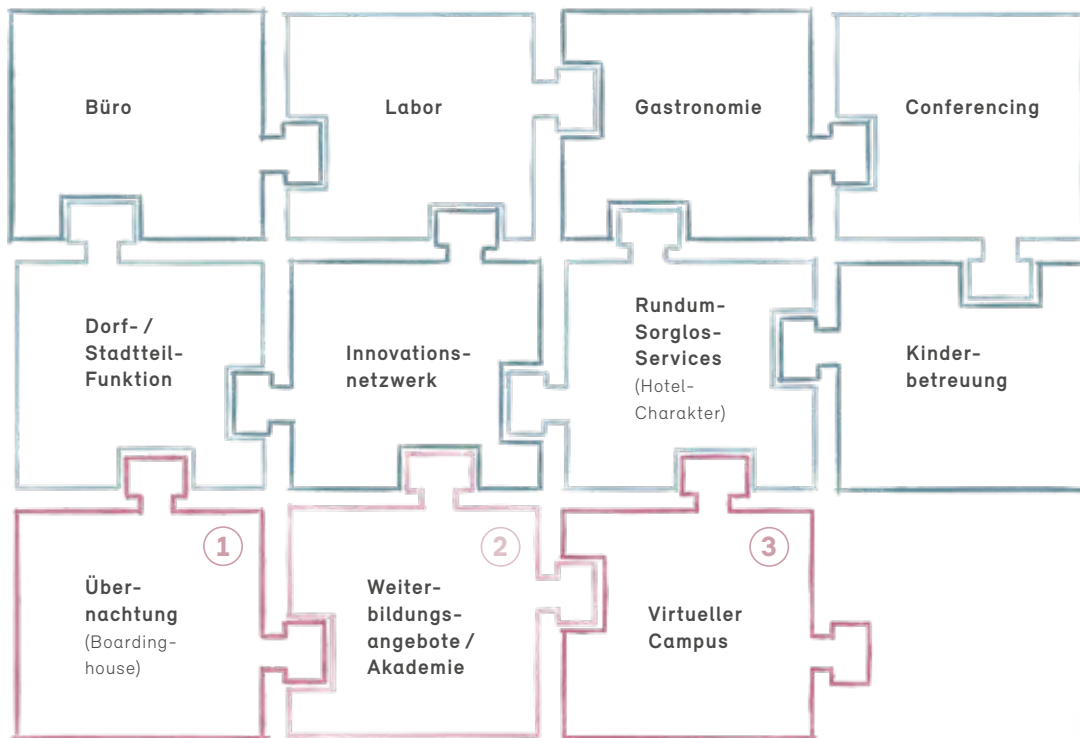 Büro
Labor
Gastronomie
Conferencing
Dorf- /
Stadtteil-
Funktion
Innovations-
netzwerk
Rundum-
Sorglos-
Services
(Hotel-
Charakter)
Kinder-
betreuung
1
Über-
nachtung
(Boarding-
house)
2
Weiter-
bildungs-
angebote /
Akademie
3
Virtueller
Campus